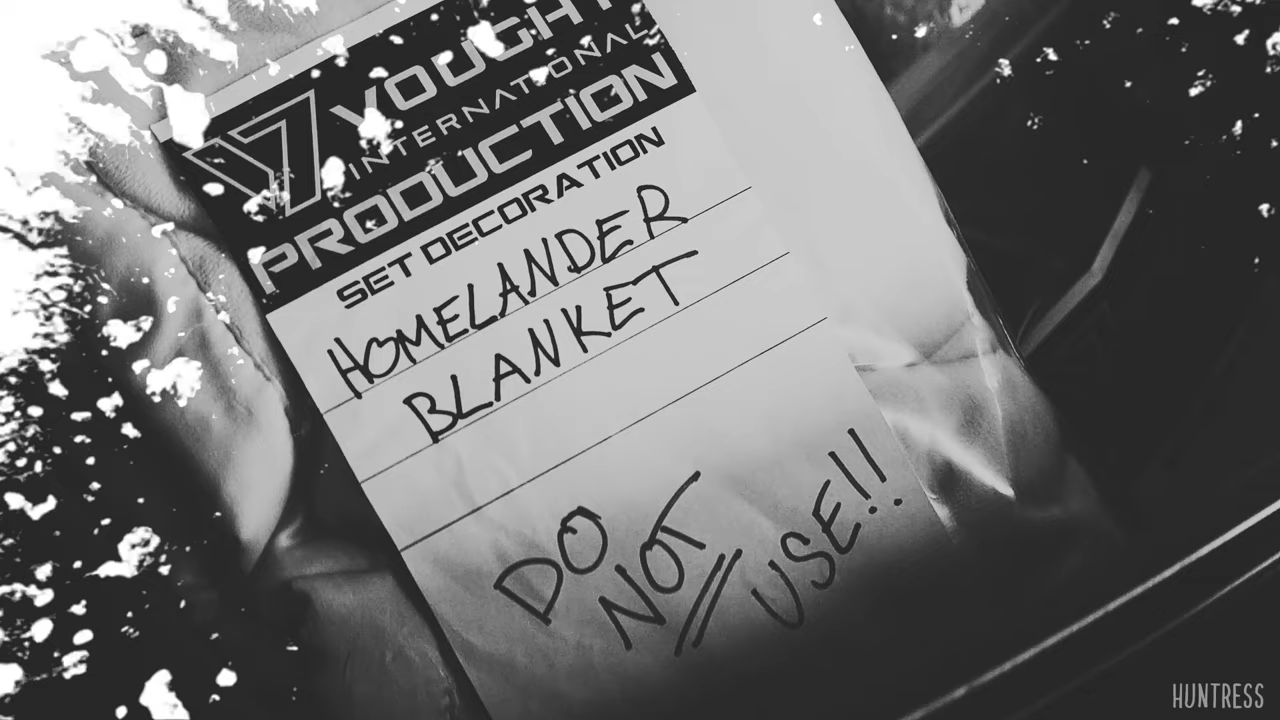 VOUGHT
INTERNATIONAL
PRODUCTION
SET DECORATION
HOMELANDER
BLANKET
DO
NOT
USE!!
HUNTRESS